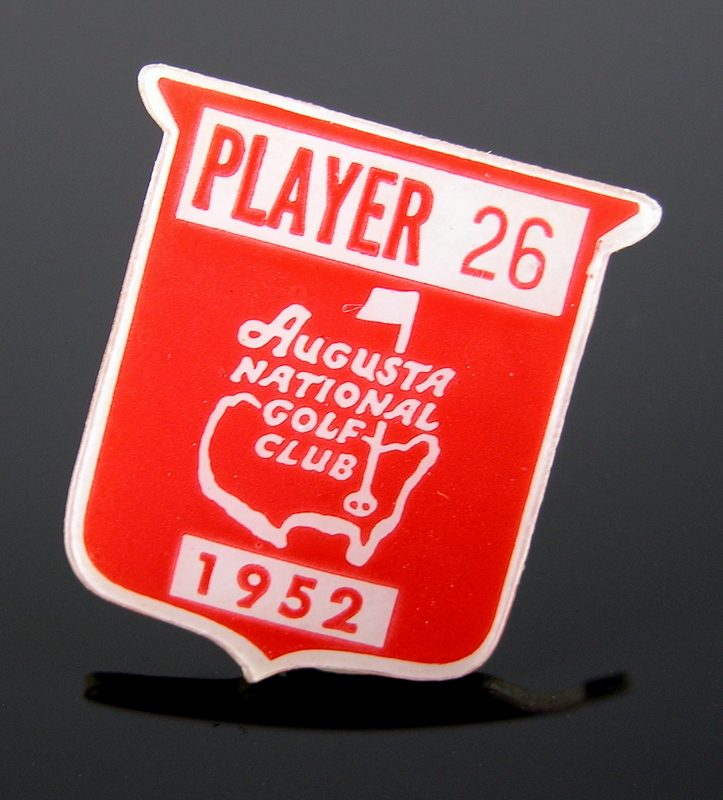 PLAYER 26
AUGUSTA
NATIONAL
GOLF
CLUB
1952